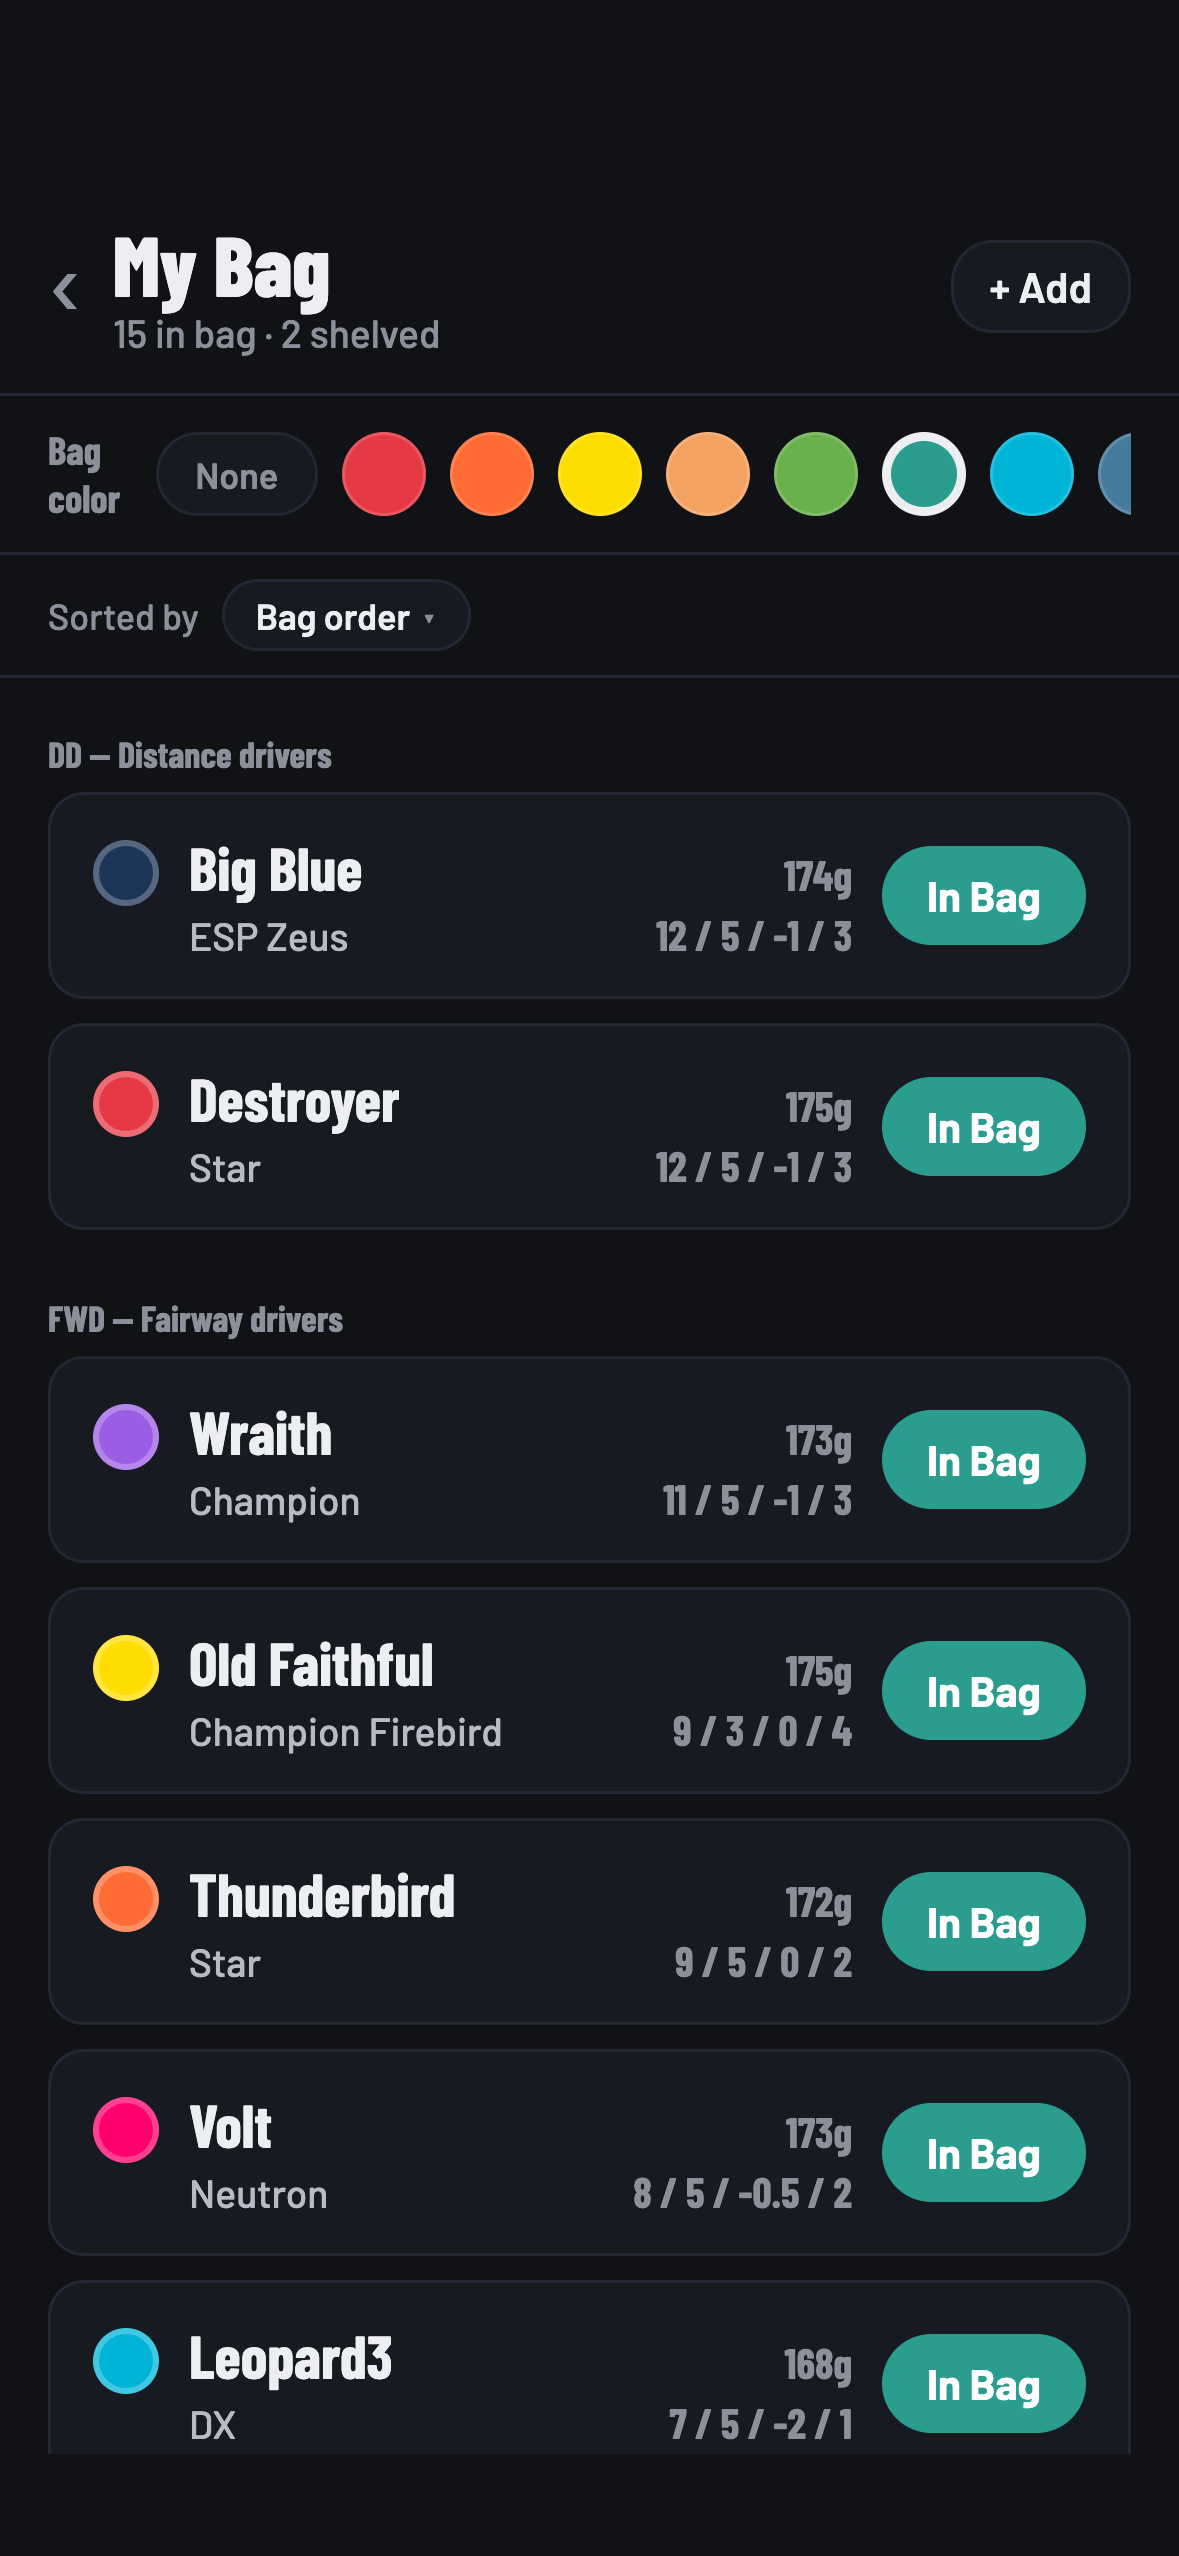 ‹
My Bag
15 in bag · 2 shelved
+ Add
Bag
color
None
Sorted by
Bag order ▾
DD — Distance drivers
Big Blue
ESP Zeus
174g
12 / 5 / -1 / 3
In Bag
Destroyer
Star
175g
12 / 5 / -1 / 3
In Bag
FWD — Fairway drivers
Wraith
Champion
173g
11 / 5 / -1 / 3
In Bag
Old Faithful
Champion Firebird
175g
9 / 3 / 0 / 4
In Bag
Thunderbird
Star
172g
9 / 5 / 0 / 2
In Bag
Volt
Neutron
173g
8 / 5 / -0.5 / 2
In Bag
Leopard3
DX
168g
7 / 5 / -2 / 1
In Bag